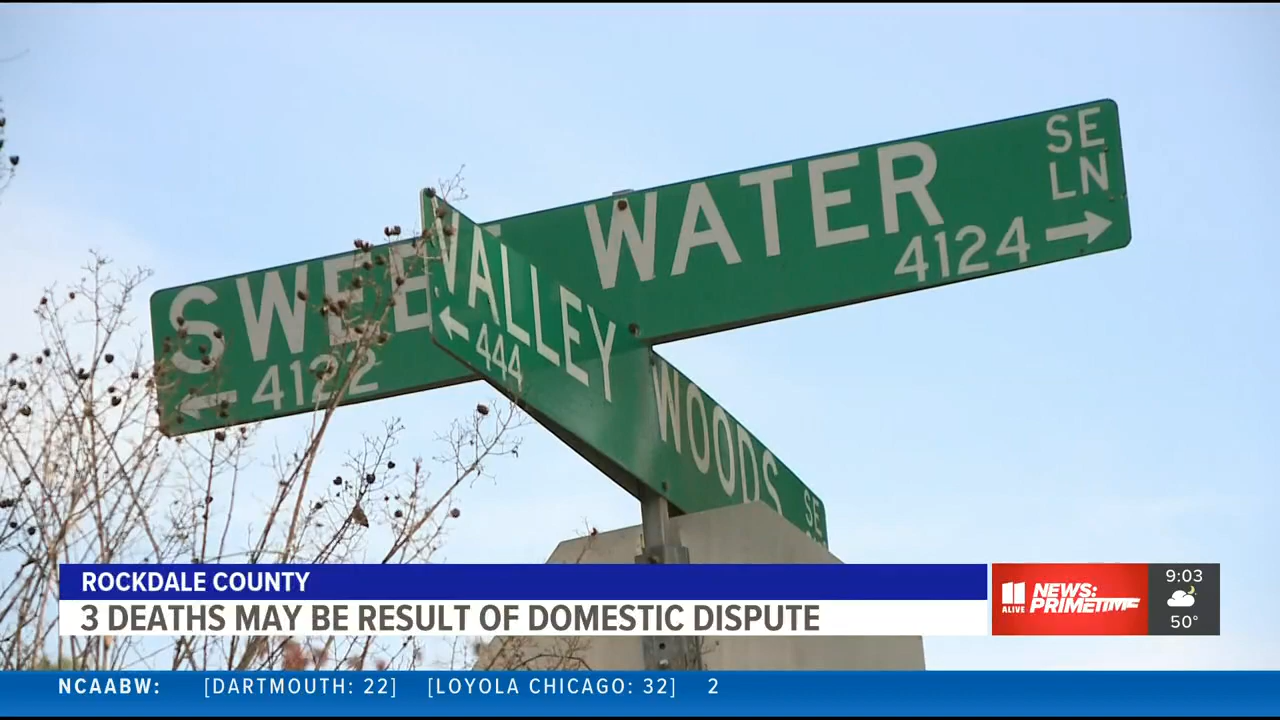 SWEE WATER SE
LN
4122 4124
VALLEY WOODS SE
444
ROCKDALE COUNTY
3 DEATHS MAY BE RESULT OF DOMESTIC DISPUTE
11 ALIVE NEWS: PRIMETIME
9:03
50°
NCAABW: [DARTMOUTH: 22] [LOYOLA CHICAGO: 32] 2